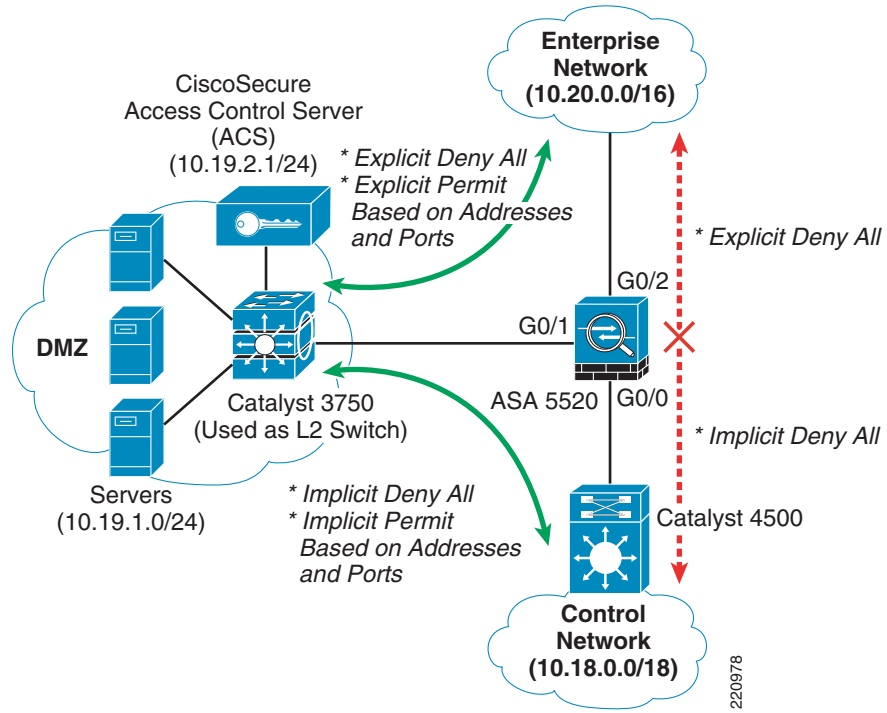 Enterprise
Network
(10.20.0.0/16)
CiscoSecure
Access Control Server
(ACS)
(10.19.2.1/24)
* Explicit Deny All
* Explicit Permit
Based on Addresses
and Ports
* Explicit Deny All
G0/2
G0/1
DMZ
ASA 5520
G0/0
Catalyst 3750
(Used as L2 Switch)
* Implicit Deny All
Servers
(10.19.1.0/24)
* Implicit Deny All
* Implicit Permit
Based on Addresses
and Ports
Catalyst 4500
Control
Network
(10.18.0.0/18)
220978